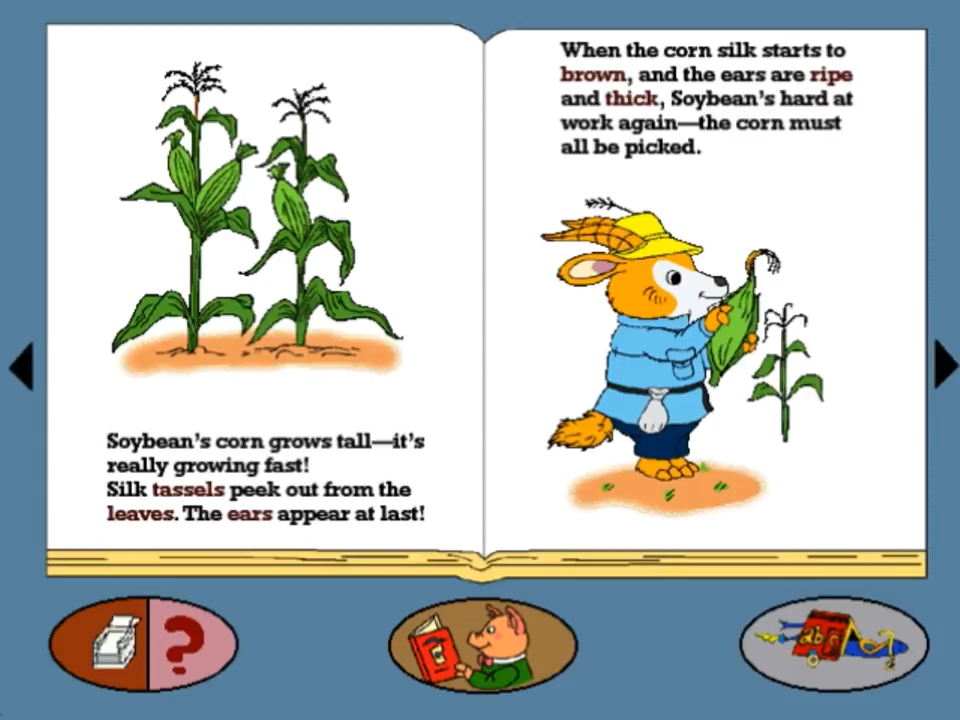 Soybean's corn grows tall—it's
really growing fast!
Silk tassels peek out from the
leaves. The ears appear at last!
When the corn silk starts to
brown, and the ears are ripe
and thick, Soybean's hard at
work again—the corn must
all be picked.
?
abc